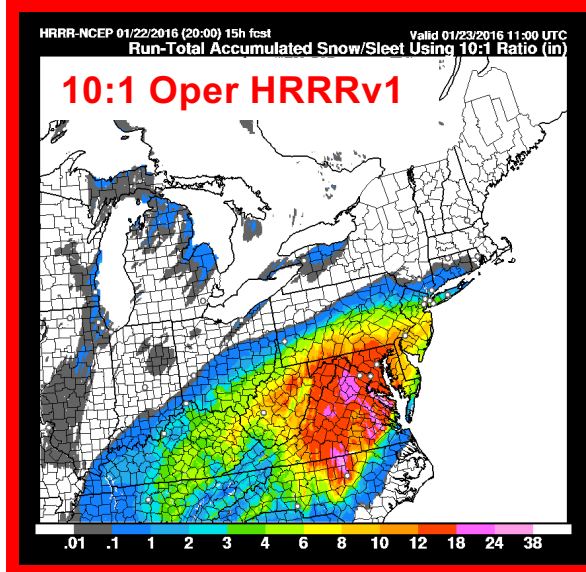 HRRR-NCEP 01/22/2016 (20:00) 15h fcst Valid 01/23/2016 11:00 UTC
Run-Total Accumulated Snow/Sleet Using 10:1 Ratio (in)
10:1 Oper HRRRv1
.01 .1 1 2 3 4 6 8 10 12 18 24 38